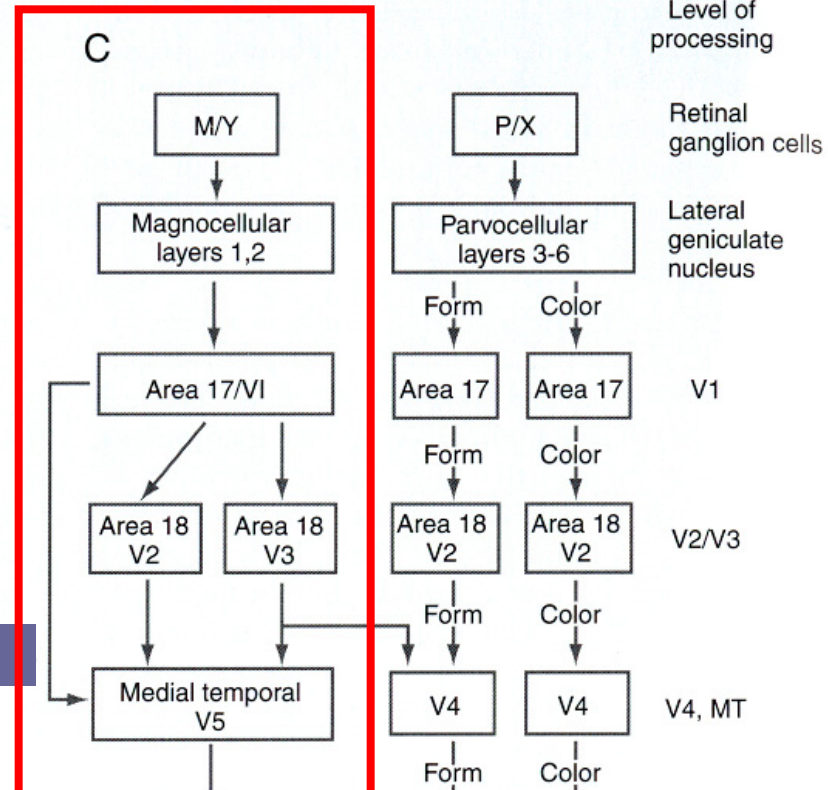 Level of
processing
C
M/Y
P/X
Retinal
ganglion cells
Magnocellular
layers 1,2
Parvocellular
layers 3-6
Lateral
geniculate
nucleus
Form
Color
Area 17/VI
Area 17
Area 17
V1
Form
Color
Area 18
V2
Area 18
V3
Area 18
V2
Area 18
V2
V2/V3
Form
Color
Medial temporal
V5
V4
V4
V4, MT
Form
Color